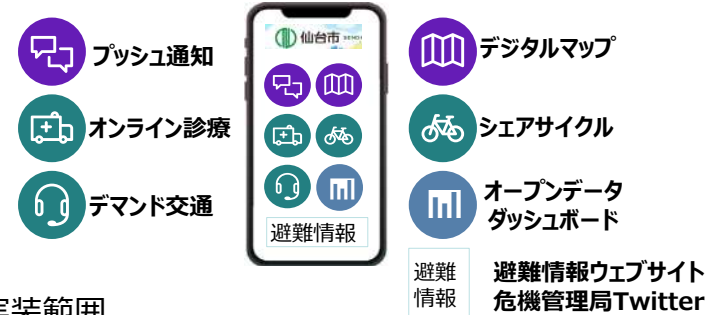 プッシュ通知
オンライン診療
デマンド交通
仙台市
避難情報
デジタルマップ
シェアサイクル
オープンデータ
ダッシュボード
避難
情報
避難情報ウェブサイト
危機管理局Twitter
実装範囲